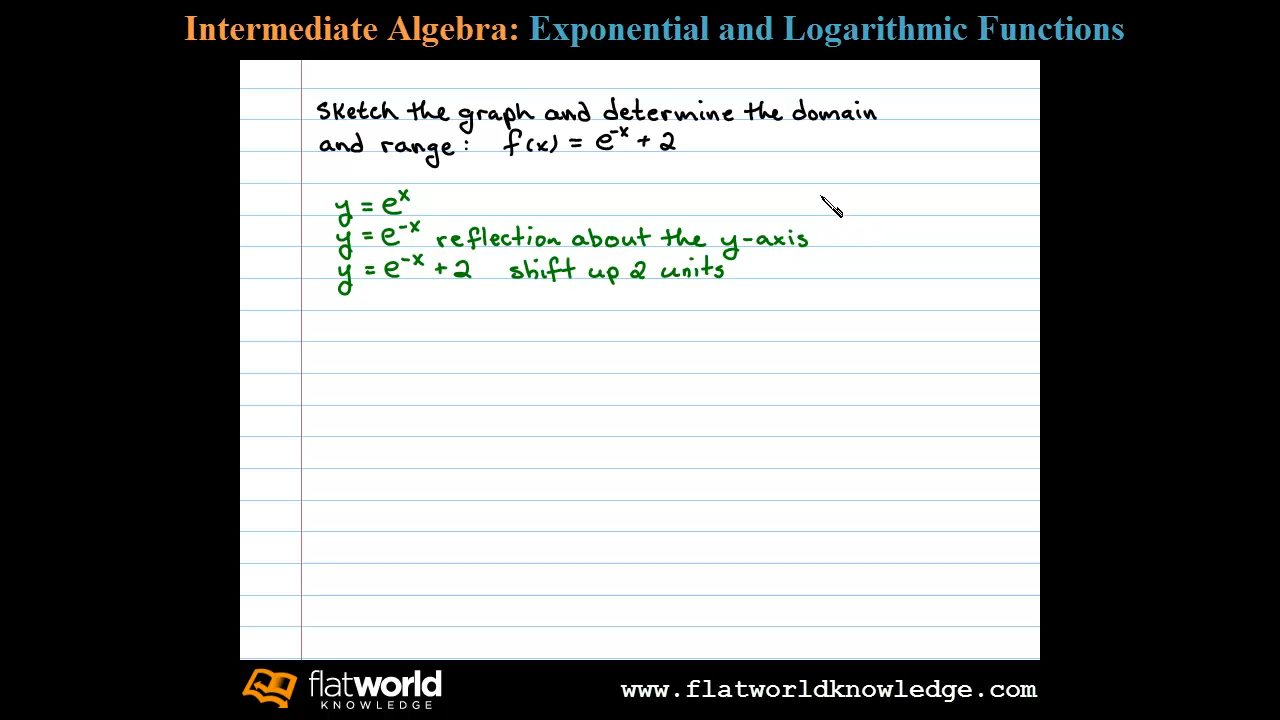 Intermediate Algebra: Exponential and Logarithmic Functions
Sketch the graph and determine the domain
and range: f(x) = e^-x + 2
y = e^x
y = e^-x reflection about the y-axis
y = e^-x + 2 shift up 2 units
flatworld
KNOWLEDGE
www.flatworldknowledge.com